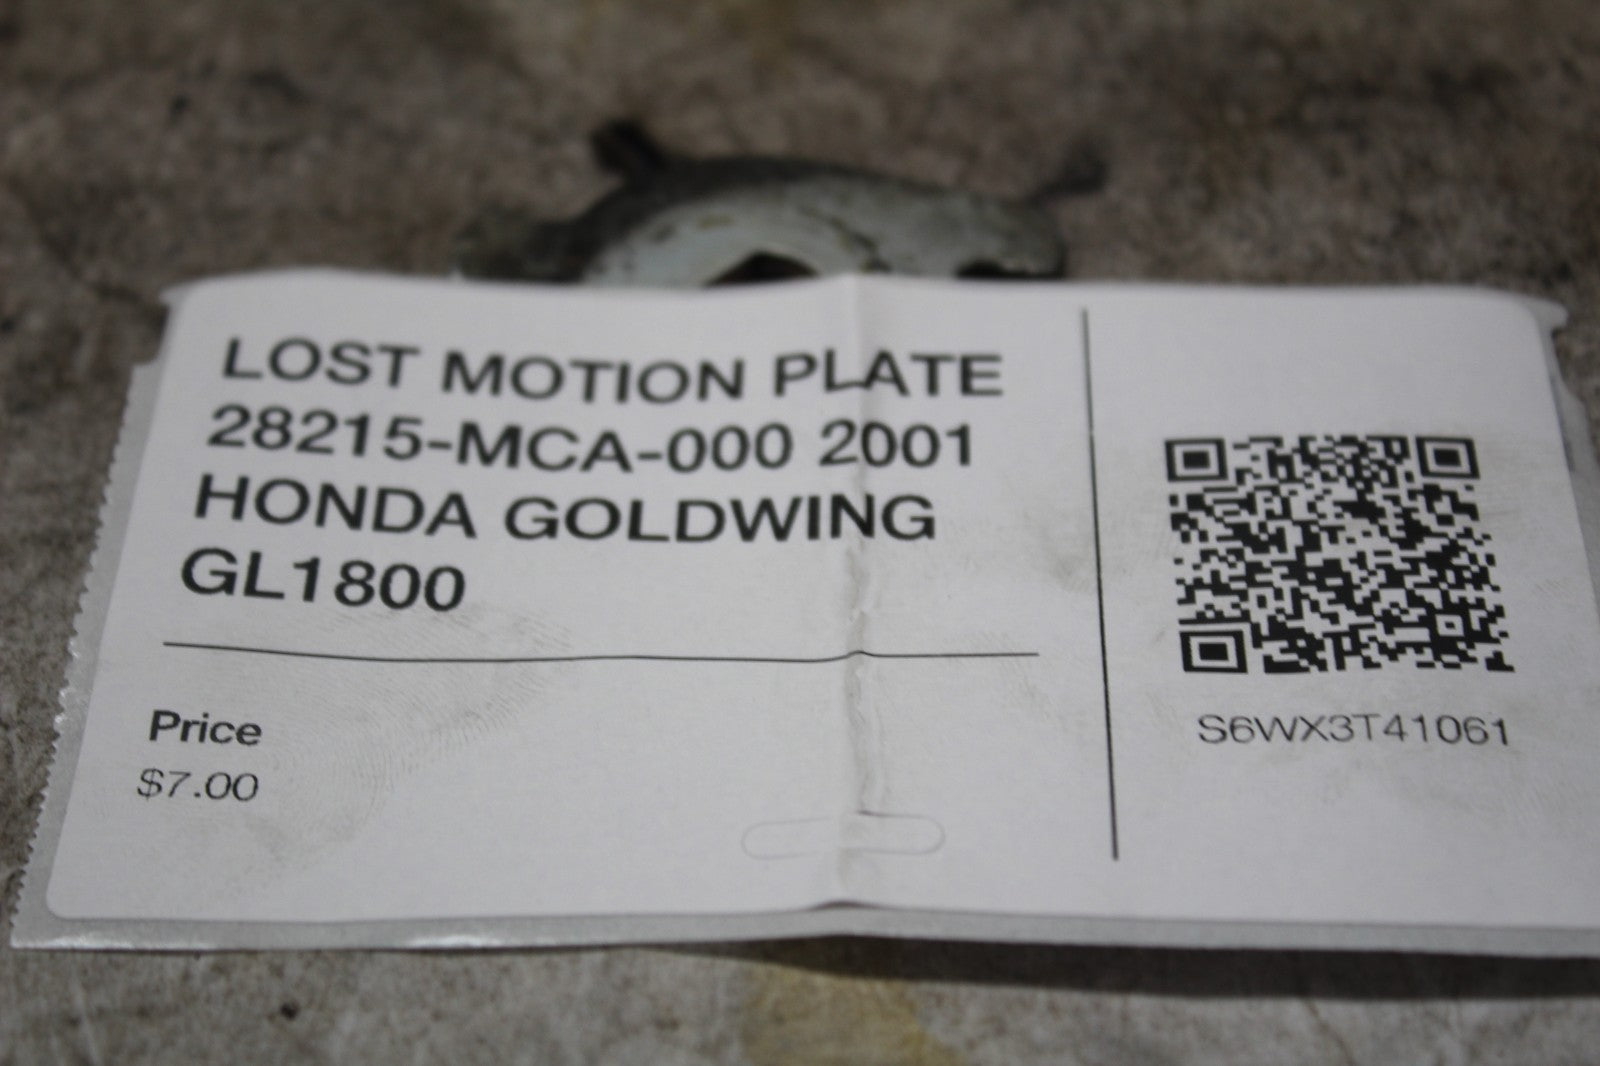 LOST MOTION PLATE
28215-MCA-000 2001
HONDA GOLDWING
GL1800
Price
$7.00
S6WX3T41061